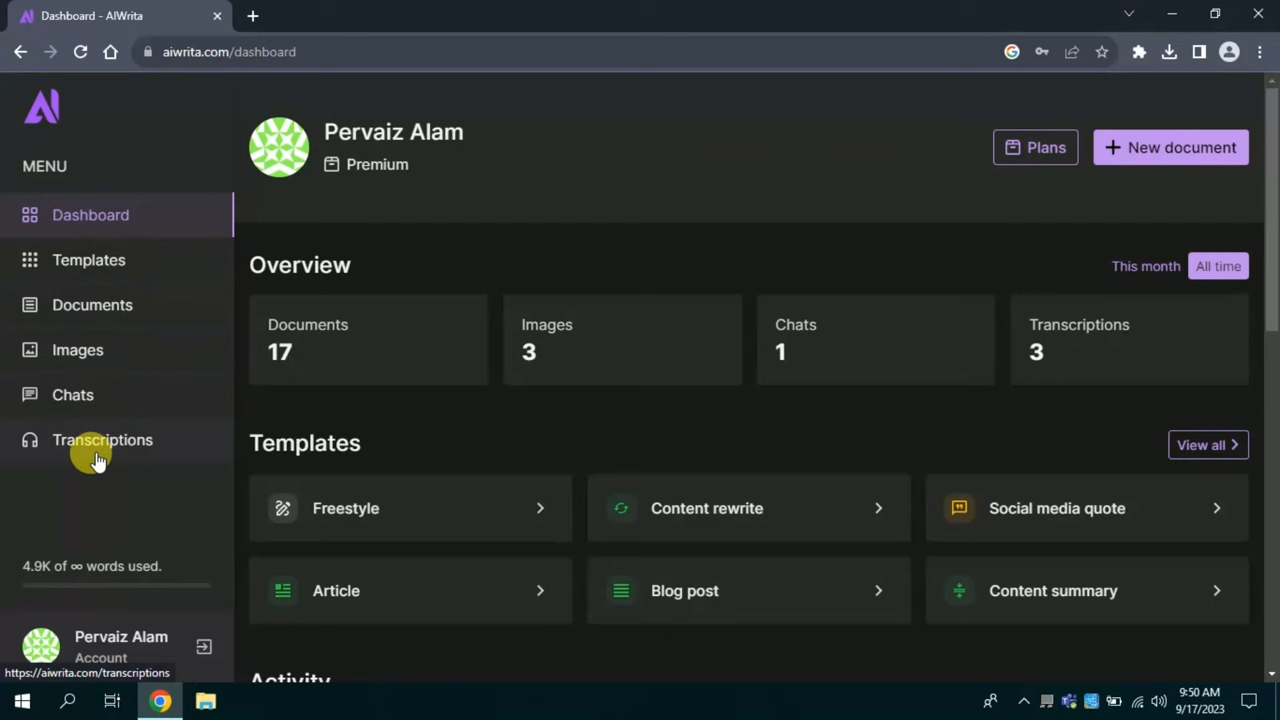 Dashboard - AIWrita
aiwrita.com/dashboard
MENU
Dashboard
Templates
Documents
Images
Chats
Transcriptions
4.9K of ∞ words used.
Pervaiz Alam
Account
https://aiwrita.com/transcriptions
Pervaiz Alam
Premium
Plans
+ New document
Overview
This month
All time
Documents
17
Images
3
Chats
1
Transcriptions
3
Templates
View all
Freestyle
Content rewrite
Social media quote
Article
Blog post
Content summary
Activity
9:50 AM
9/17/2023